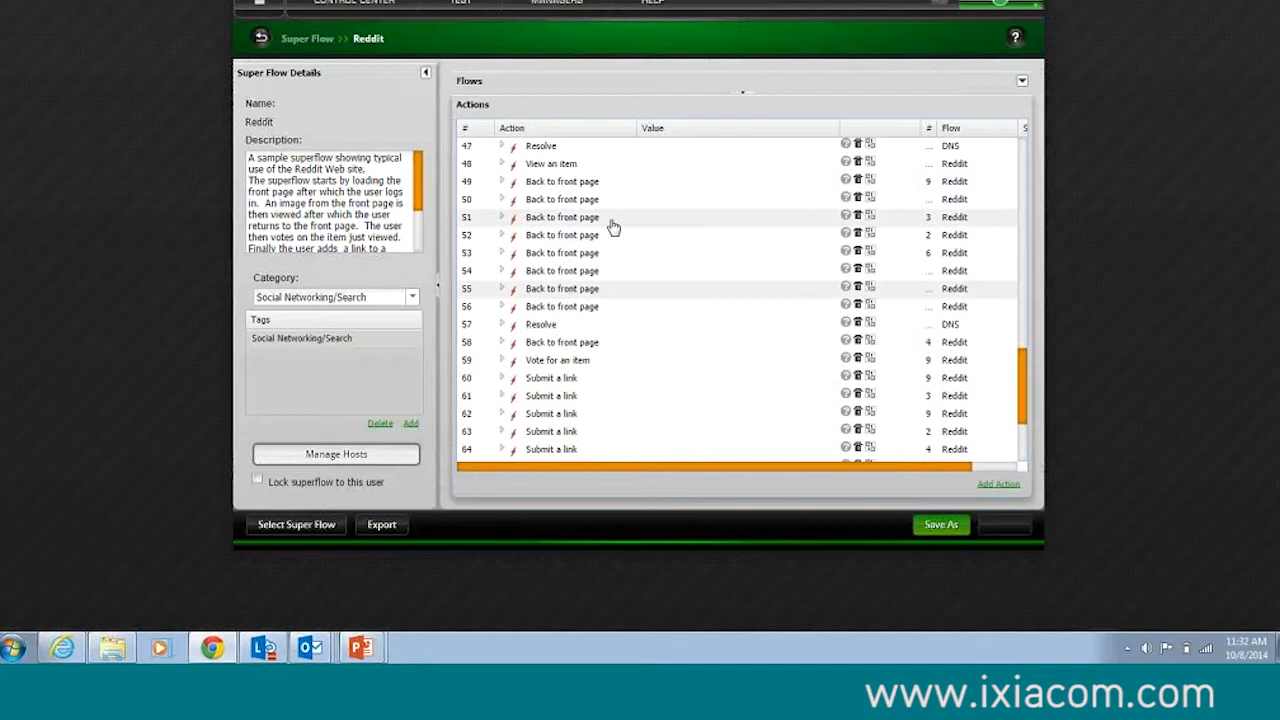 CONTROL CENTER TEST MANAGERS HELP
Super Flow >> Reddit ?
Super Flow Details
Name:
Reddit
Description:
A sample superflow showing typical
use of the Reddit Web site.
The superflow starts by loading the
front page after which the user logs
in. An image from the front page is
then viewed after which the user
returns to the front page. The user
then votes on the item just viewed.
Finally the user adds a link to a
Category:
Social Networking/Search
Tags
Social Networking/Search
Delete Add
Manage Hosts
Lock superflow to this user
Flows
Actions
# Action Value # Flow S
47 Resolve ... DNS
48 View an item ... Reddit
49 Back to front page 9 Reddit
50 Back to front page ... Reddit
51 Back to front page 3 Reddit
52 Back to front page 2 Reddit
53 Back to front page 6 Reddit
54 Back to front page ... Reddit
55 Back to front page ... Reddit
56 Back to front page ... Reddit
57 Resolve ... DNS
58 Back to front page 4 Reddit
59 Vote for an item 9 Reddit
60 Submit a link 9 Reddit
61 Submit a link 3 Reddit
62 Submit a link 9 Reddit
63 Submit a link 2 Reddit
64 Submit a link 4 Reddit
Add Action
Select Super Flow Export Save As
11:32 AM
10/8/2014
www.ixiacom.com